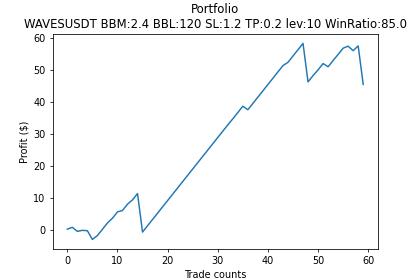 Portfolio
WAVESUSDT BBM:2.4 BBL:120 SL:1.2 TP:0.2 lev:10 WinRatio:85.0
60
50
40
30
20
10
0
Profit ($)
0 10 20 30 40 50 60
Trade counts